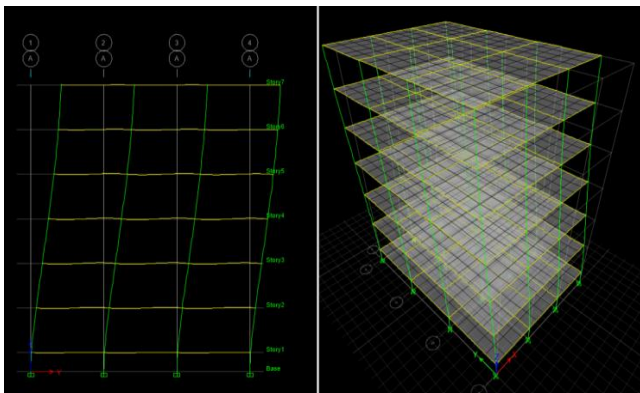 1 2 3 4
A A A A
Story7
Story6
Story5
Story4
Story3
Story2
Story1
Base
Y
Y X